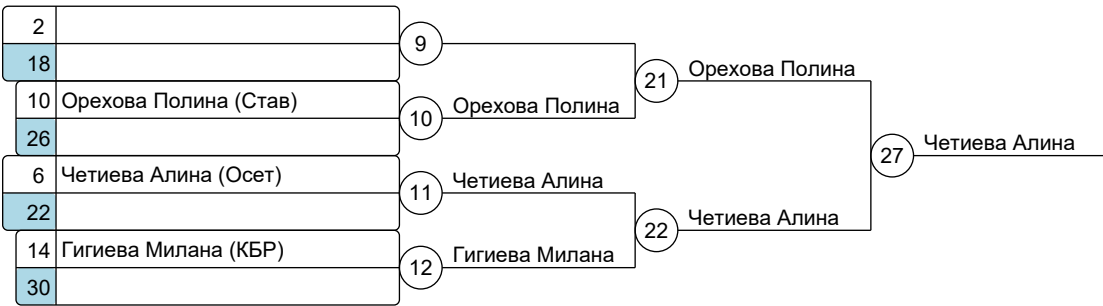 2
9
18
21
Орехова Полина
10 Орехова Полина (Став)
10
Орехова Полина
26
27
Четиева Алина
6 Четиева Алина (Осет)
11
Четиева Алина
22
22
Четиева Алина
14 Гигиева Милана (КБР)
12
Гигиева Милана
30